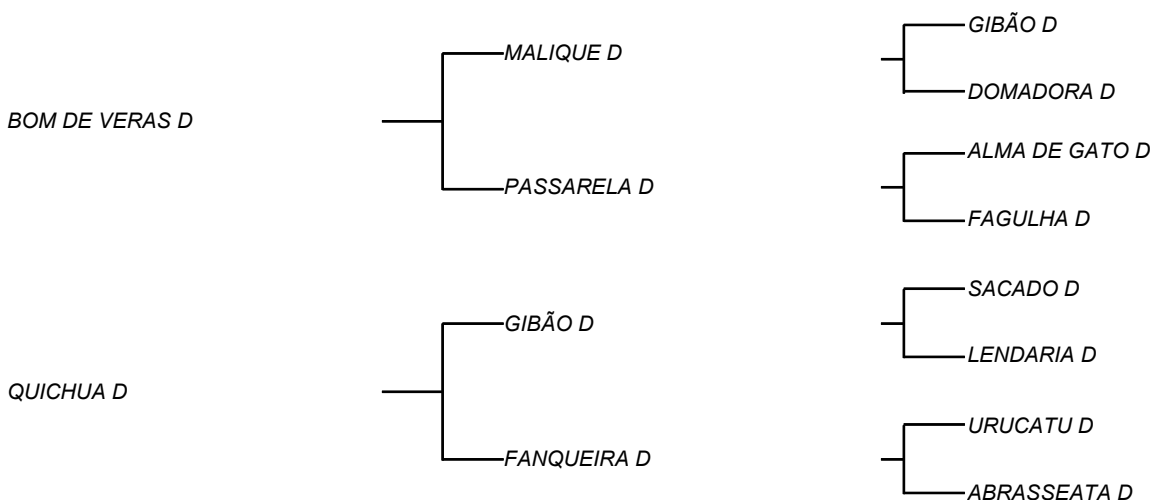 BOM DE VERAS D
MALIQUE D
GIBÃO D
DOMADORA D
PASSARELA D
ALMA DE GATO D
FAGULHA D
QUICHUA D
GIBÃO D
SACADO D
LENDARIA D
FANQUEIRA D
URUCATU D
ABRASSEATA D